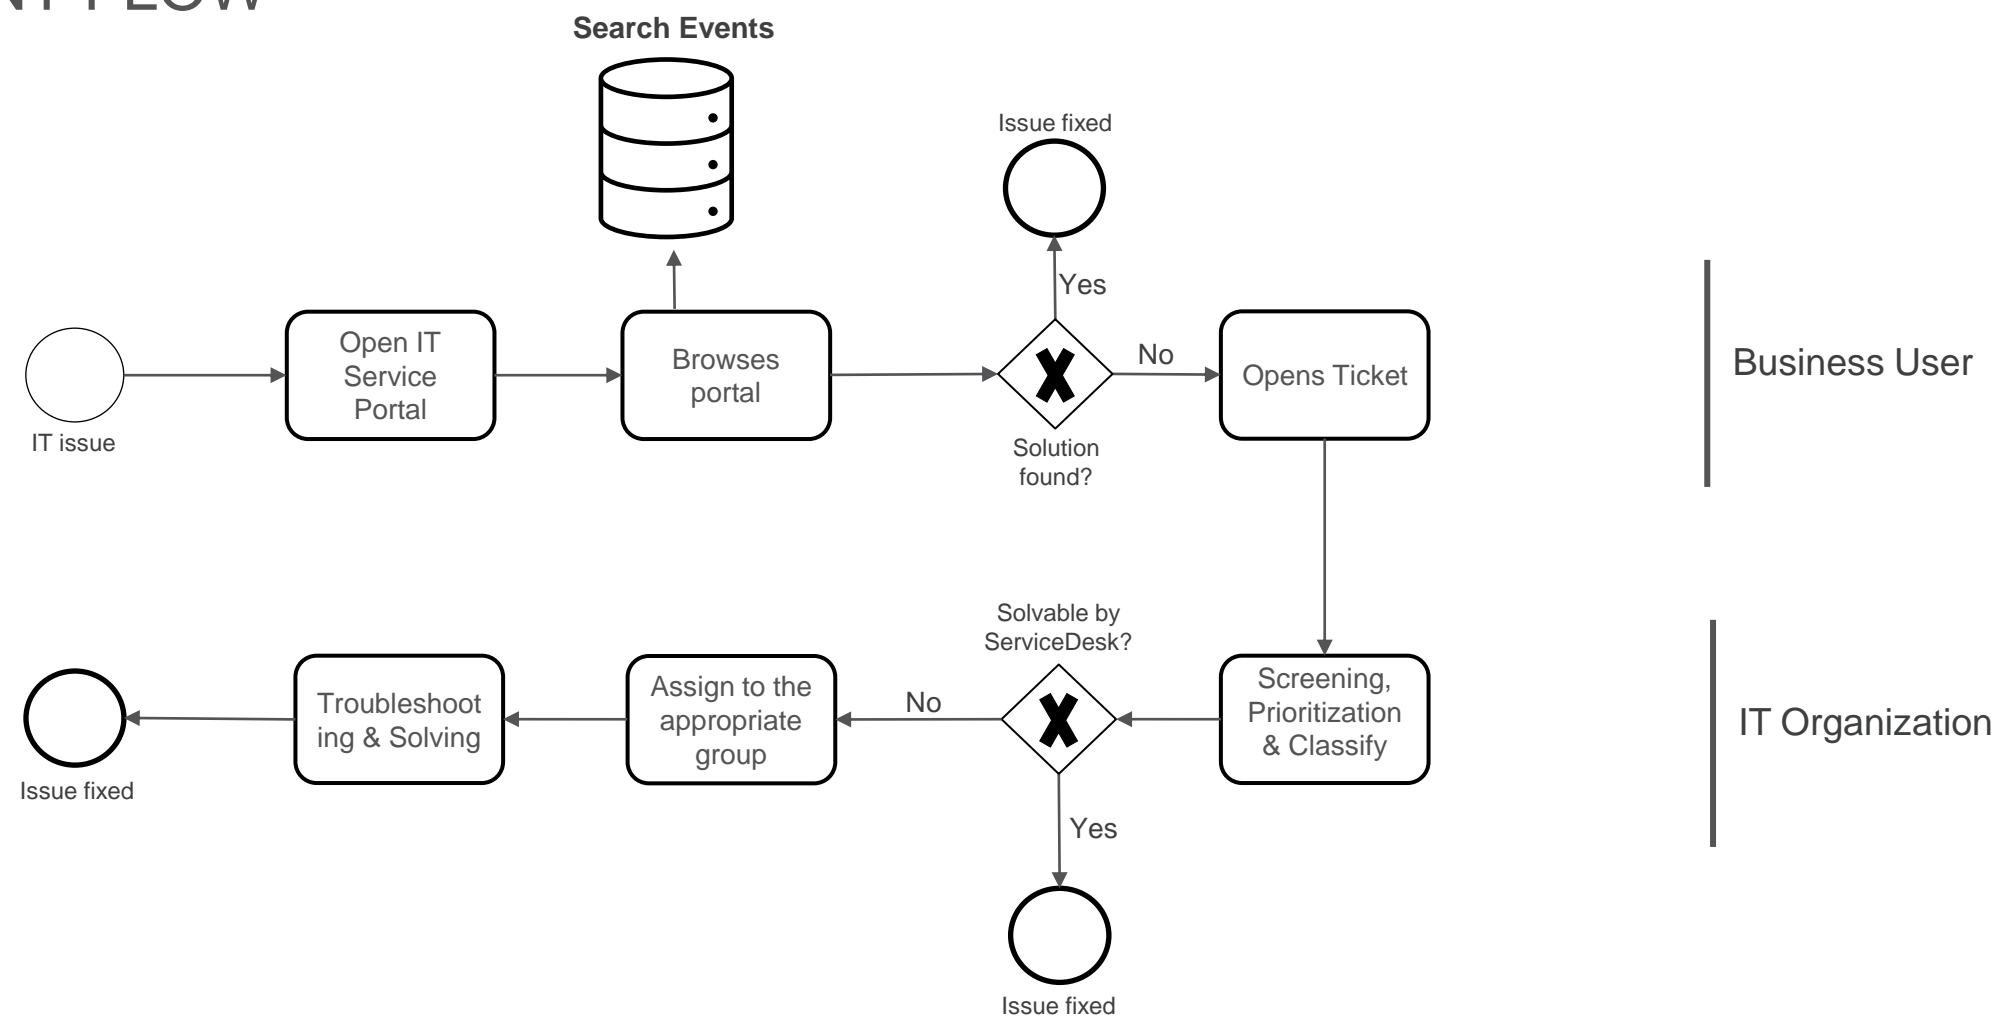 NT FLOW
Search Events
Issue fixed
Yes
Open IT
Service
Portal
Browses
portal
No
Opens Ticket
Business User
IT issue
Solution
found?
Solvable by
ServiceDesk?
Screening,
Prioritization
& Classify
IT Organization
No
Assign to the
appropriate
group
Troubleshoot
ing & Solving
Issue fixed
Yes
Issue fixed